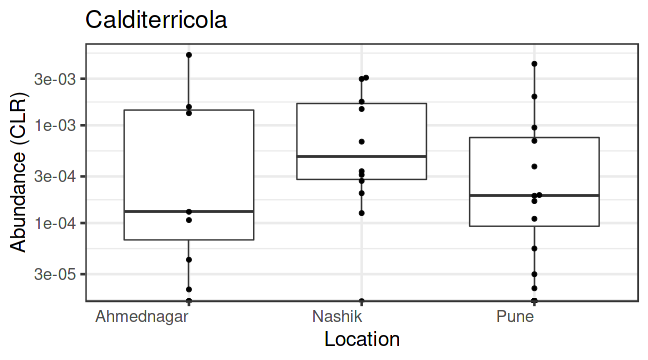 Calditerricola
Abundance (CLR)
3e-03
1e-03
3e-04
1e-04
3e-05
Ahmednagar Nashik Pune
Location